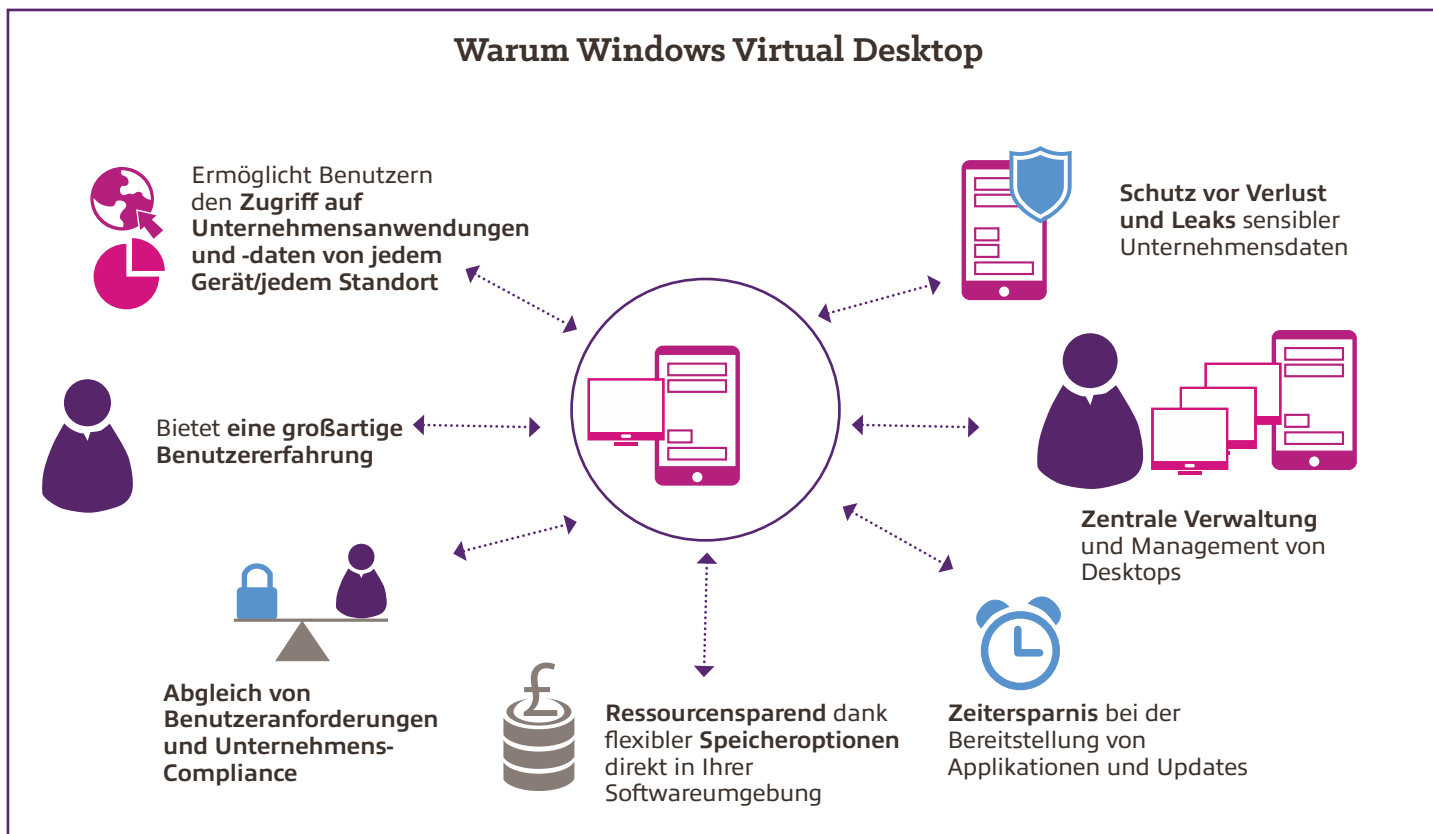 Warum Windows Virtual Desktop
Ermöglicht Benutzern
den Zugriff auf
Unternehmensanwendungen
und -daten von jedem
Gerät/jedem Standort
Schutz vor Verlust
und Leaks sensibler
Unternehmensdaten
Bietet eine großartige
Benutzererfahrung
Zentrale Verwaltung
und Management von
Desktops
Abgleich von
Benutzeranforderungen
und Unternehmens-
Compliance
£
Ressourcensparend dank
flexibler Speicheroptionen
direkt in Ihrer
Softwareumgebung
Zeitersparnis bei der
Bereitstellung von
Applikationen und Updates